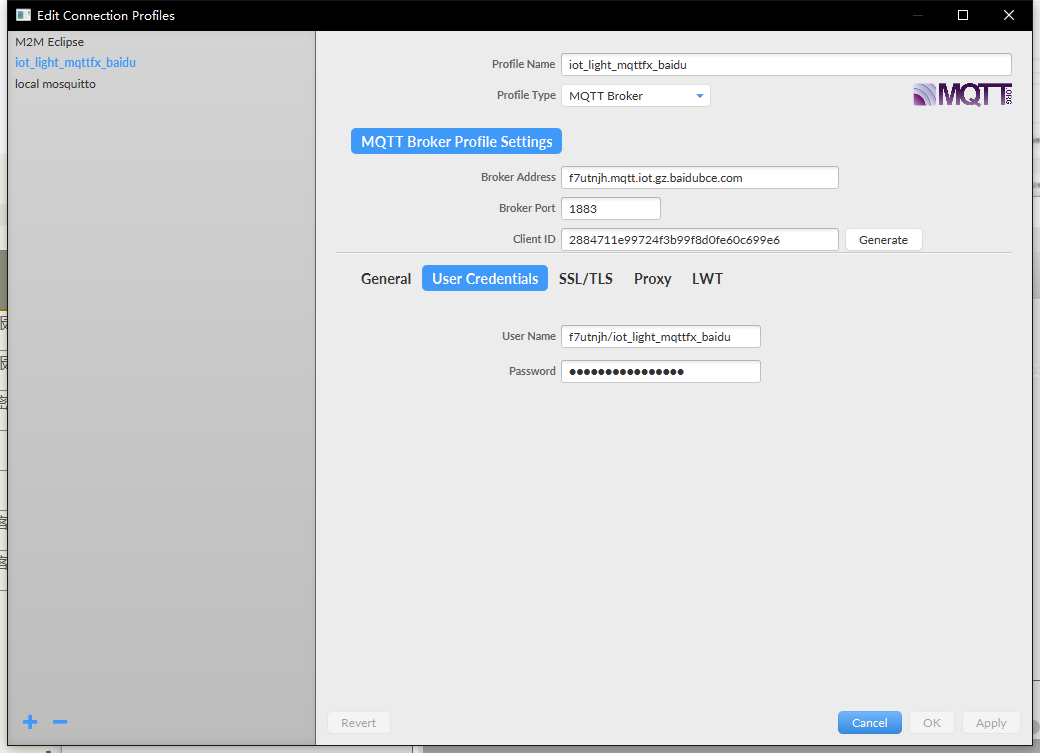 Edit Connection Profiles
M2M Eclipse
iot_light_mqttfx_baidu
local mosquitto
Profile Name iot_light_mqttfx_baidu
Profile Type MQTT Broker
MQTT.ORG
MQTT Broker Profile Settings
Broker Address f7utnjh.mqtt.iot.gz.baidubce.com
Broker Port 1883
Client ID 2884711e99724f3b99f8d0fe60c699e6 Generate
General User Credentials SSL/TLS Proxy LWT
User Name f7utnjh/iot_light_mqttfx_baidu
Password ●●●●●●●●●●●●●●●●
Revert Cancel OK Apply